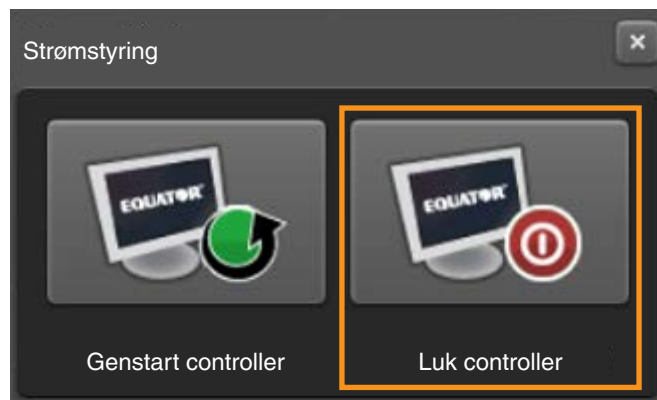 Strømstyring
EQUATOR
EQUATOR
Genstart controller
Luk controller